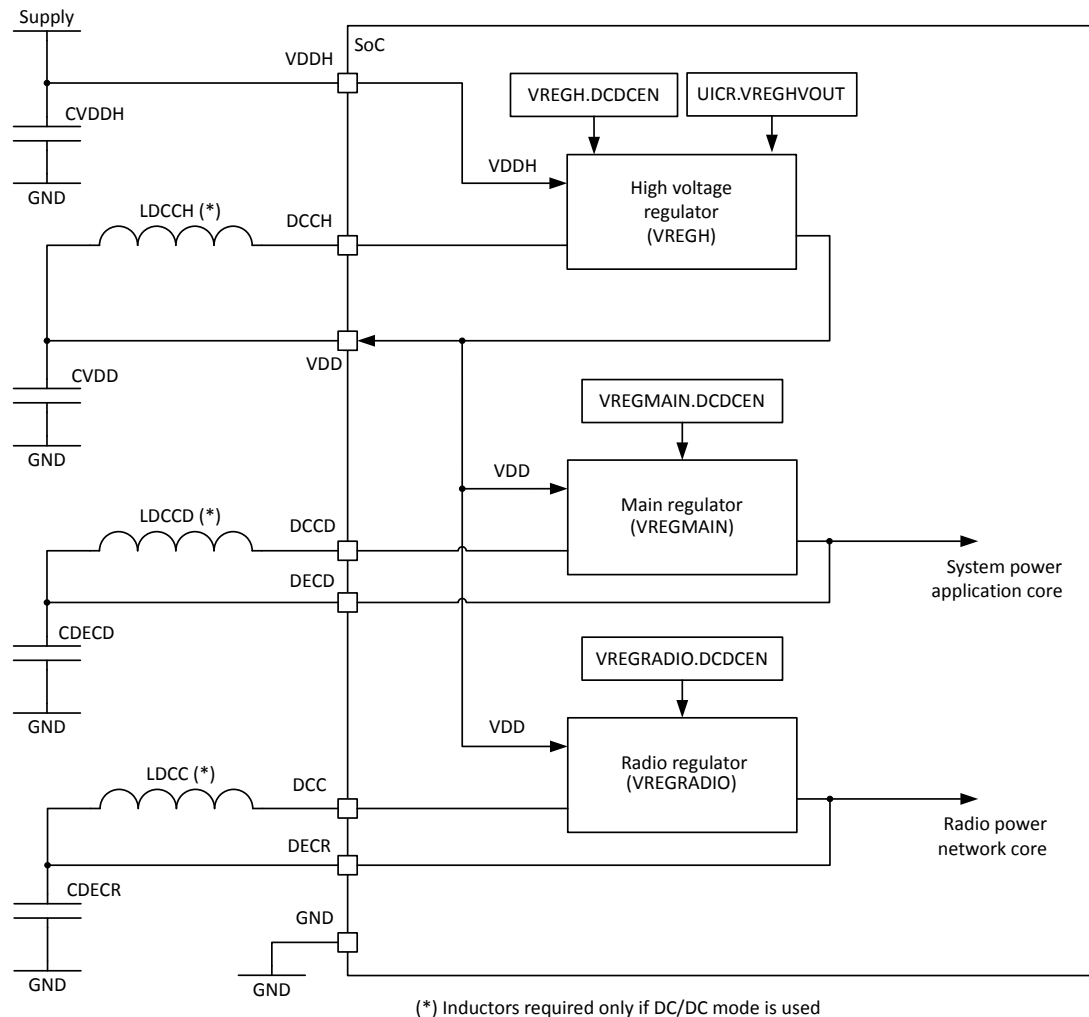 Supply
SoC
VDDH
VREGH.DCDCEN
UICR.VREGHVOUT
CVDDH
VDDH
High voltage
regulator
(VREGH)
GND
LDCCH (*)
DCCH
VDD
CVDD
VREGMAIN.DCDCEN
GND
VDD
Main regulator
(VREGMAIN)
LDCCD (*)
DCCD
DECD
System power
application core
CDECD
VREGRADIO.DCDCEN
GND
VDD
Radio regulator
(VREGRADIO)
LDCC (*)
DCC
DECR
Radio power
network core
CDECR
GND
GND
GND
(*) Inductors required only if DC/DC mode is used